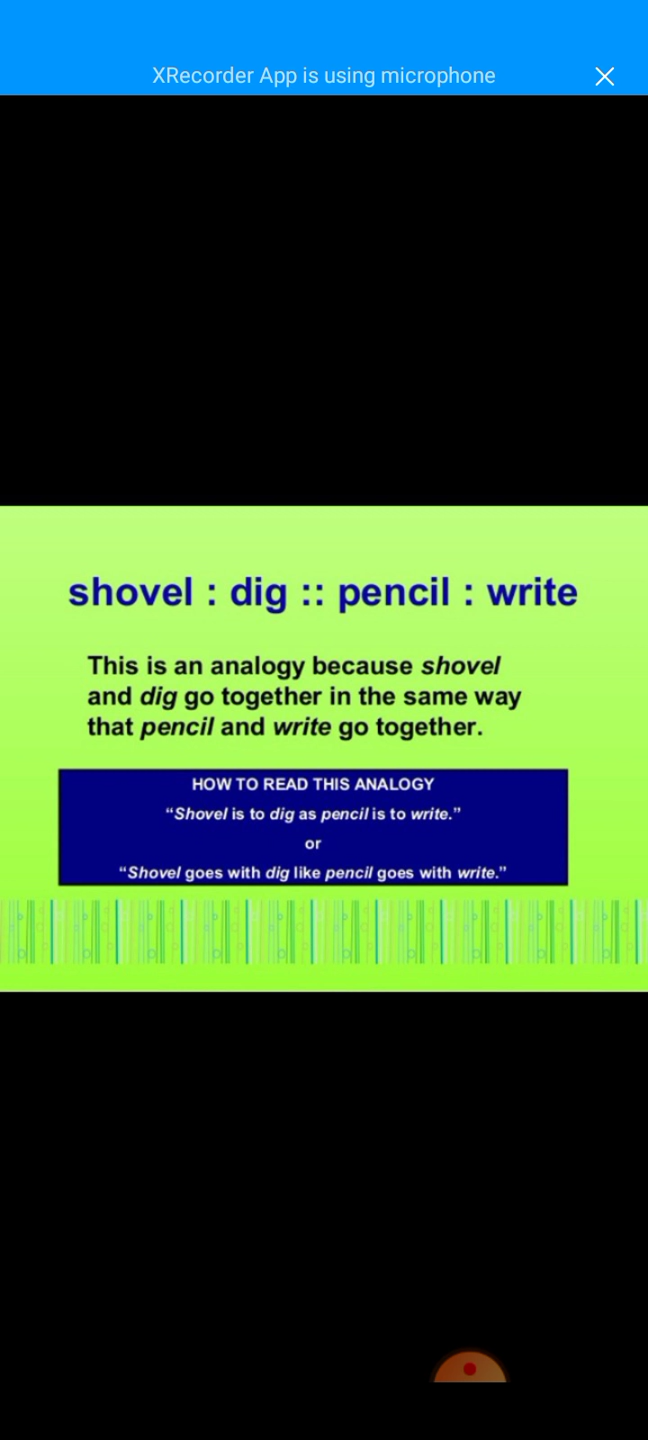 XRecorder App is using microphone
shovel : dig :: pencil : write
This is an analogy because shovel
and dig go together in the same way
that pencil and write go together.
HOW TO READ THIS ANALOGY
“Shovel is to dig as pencil is to write.”
or
“Shovel goes with dig like pencil goes with write.”